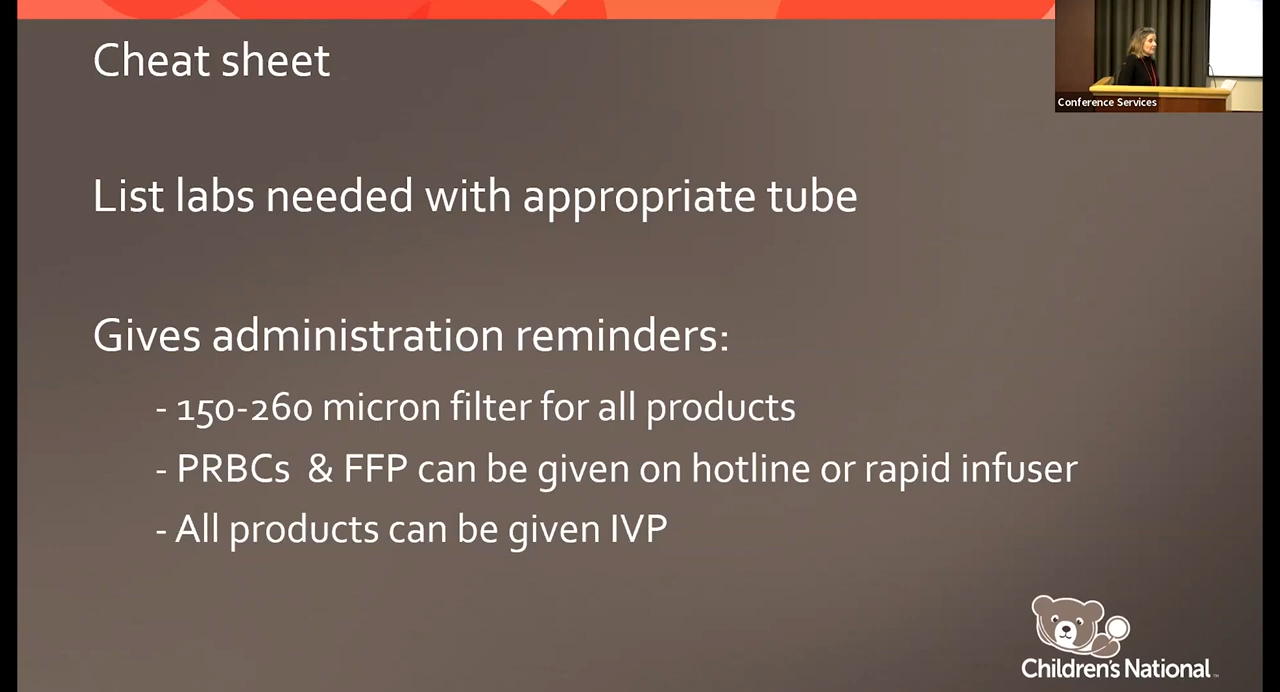 Cheat sheet
Conference Services
List labs needed with appropriate tube
Gives administration reminders:
- 150-260 micron filter for all products
- PRBCs & FFP can be given on hotline or rapid infuser
- All products can be given IVP
Children's National™